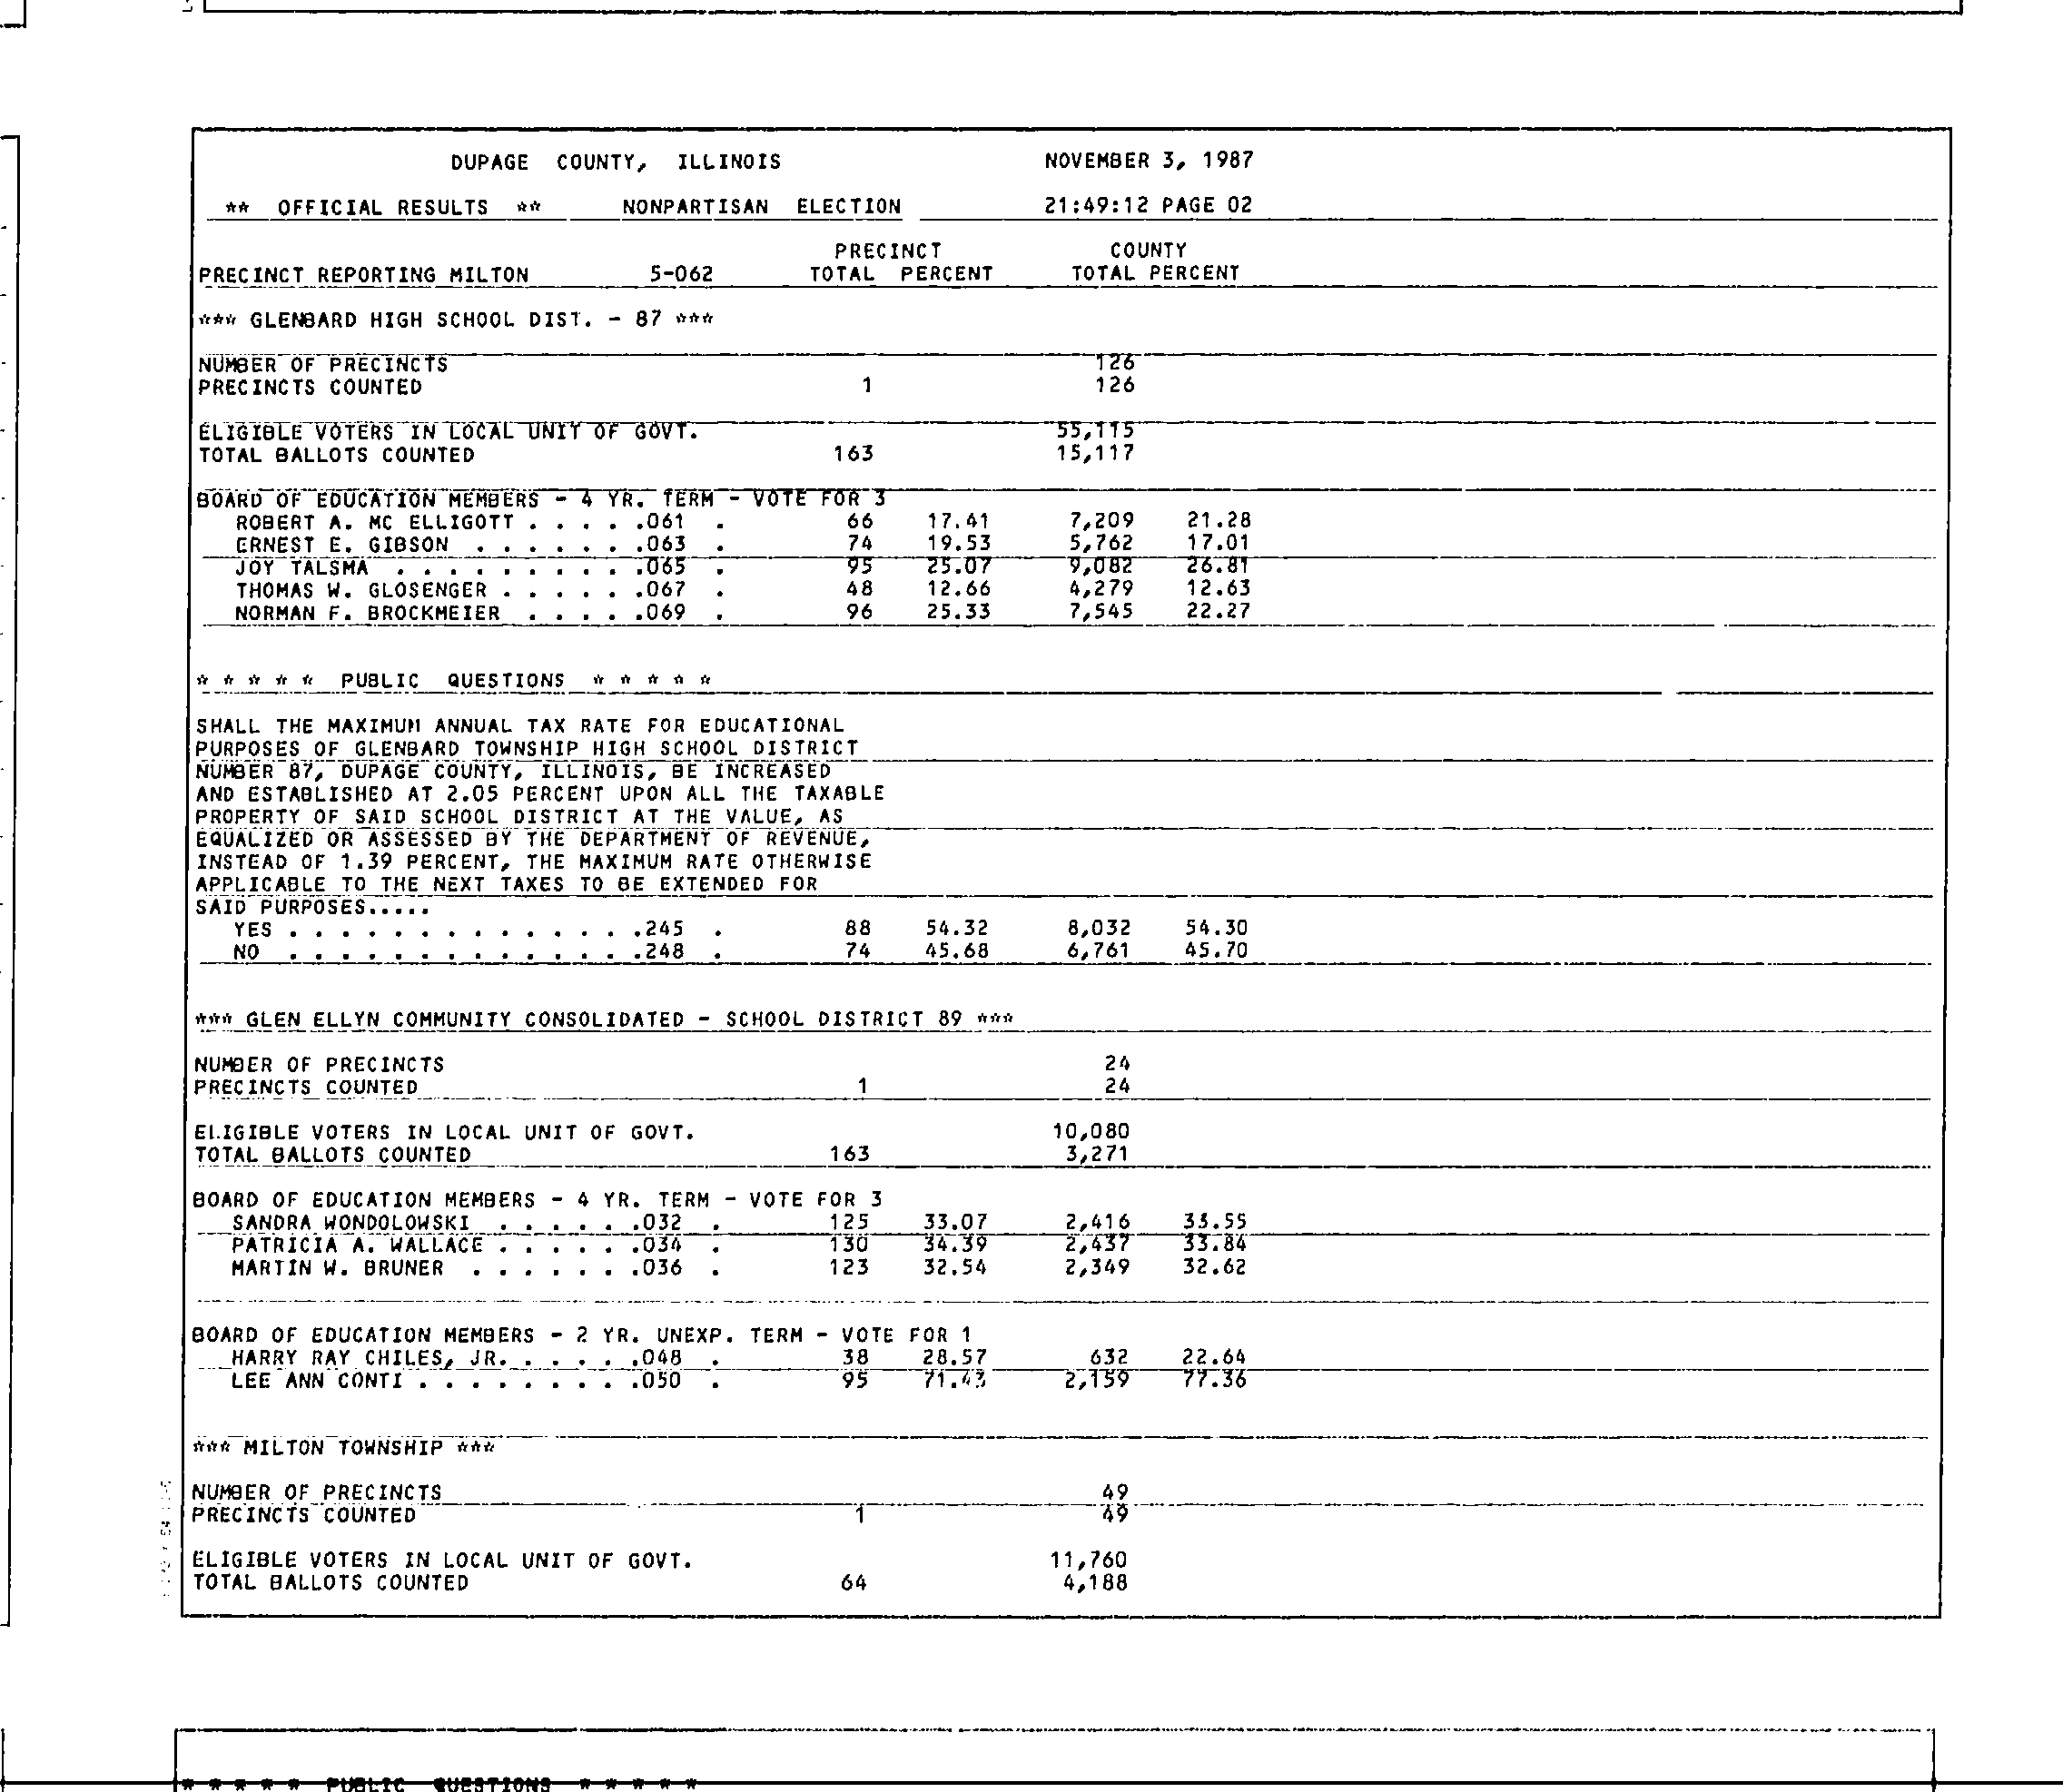 DUPAGE COUNTY, ILLINOIS NOVEMBER 3, 1987
** OFFICIAL RESULTS ** NONPARTISAN ELECTION 21:49:12 PAGE 02
PRECINCT COUNTY
PRECINCT REPORTING MILTON 5-062 TOTAL PERCENT TOTAL PERCENT
*** GLENBARD HIGH SCHOOL DIST. - 87 ***
NUMBER OF PRECINCTS 126
PRECINCTS COUNTED 1 126
ELIGIBLE VOTERS IN LOCAL UNIT OF GOVT. 55,115
TOTAL BALLOTS COUNTED 163 15,117
BOARD OF EDUCATION MEMBERS - 4 YR. TERM - VOTE FOR 3
ROBERT A. MC ELLIGOTT . . . . .061 . 66 17.41 7,209 21.28
ERNEST E. GIBSON . . . . . . .063 . 74 19.53 5,762 17.01
JOY TALSMA . . . . . . . . . .065 . 95 25.07 9,082 26.81
THOMAS W. GLOSENGER . . . . . .067 . 48 12.66 4,279 12.63
NORMAN F. BROCKMEIER . . . . .069 . 96 25.33 7,545 22.27
* * * * * PUBLIC QUESTIONS * * * * *
SHALL THE MAXIMUM ANNUAL TAX RATE FOR EDUCATIONAL
PURPOSES OF GLENBARD TOWNSHIP HIGH SCHOOL DISTRICT
NUMBER 87, DUPAGE COUNTY, ILLINOIS, BE INCREASED
AND ESTABLISHED AT 2.05 PERCENT UPON ALL THE TAXABLE
PROPERTY OF SAID SCHOOL DISTRICT AT THE VALUE, AS
EQUALIZED OR ASSESSED BY THE DEPARTMENT OF REVENUE,
INSTEAD OF 1.39 PERCENT, THE MAXIMUM RATE OTHERWISE
APPLICABLE TO THE NEXT TAXES TO BE EXTENDED FOR
SAID PURPOSES.....
YES . . . . . . . . . . . . . .245 . 88 54.32 8,032 54.30
NO . . . . . . . . . . . . . .248 . 74 45.68 6,761 45.70
*** GLEN ELLYN COMMUNITY CONSOLIDATED - SCHOOL DISTRICT 89 ***
NUMBER OF PRECINCTS 24
PRECINCTS COUNTED 1 24
ELIGIBLE VOTERS IN LOCAL UNIT OF GOVT. 10,080
TOTAL BALLOTS COUNTED 163 3,271
BOARD OF EDUCATION MEMBERS - 4 YR. TERM - VOTE FOR 3
SANDRA WONDOLOWSKI . . . . . .032 . 125 33.07 2,416 33.55
PATRICIA A. WALLACE . . . . . .034 . 130 34.39 2,437 33.84
MARTIN W. BRUNER . . . . . . .036 . 123 32.54 2,349 32.62
BOARD OF EDUCATION MEMBERS - 2 YR. UNEXP. TERM - VOTE FOR 1
HARRY RAY CHILES, JR. . . . . .048 . 38 28.57 632 22.64
LEE ANN CONTI . . . . . . . . .050 . 95 71.43 2,159 77.36
*** MILTON TOWNSHIP ***
NUMBER OF PRECINCTS 49
PRECINCTS COUNTED 1 49
ELIGIBLE VOTERS IN LOCAL UNIT OF GOVT. 11,760
TOTAL BALLOTS COUNTED 64 4,188
* * * * * PUBLIC QUESTIONS * * * * *